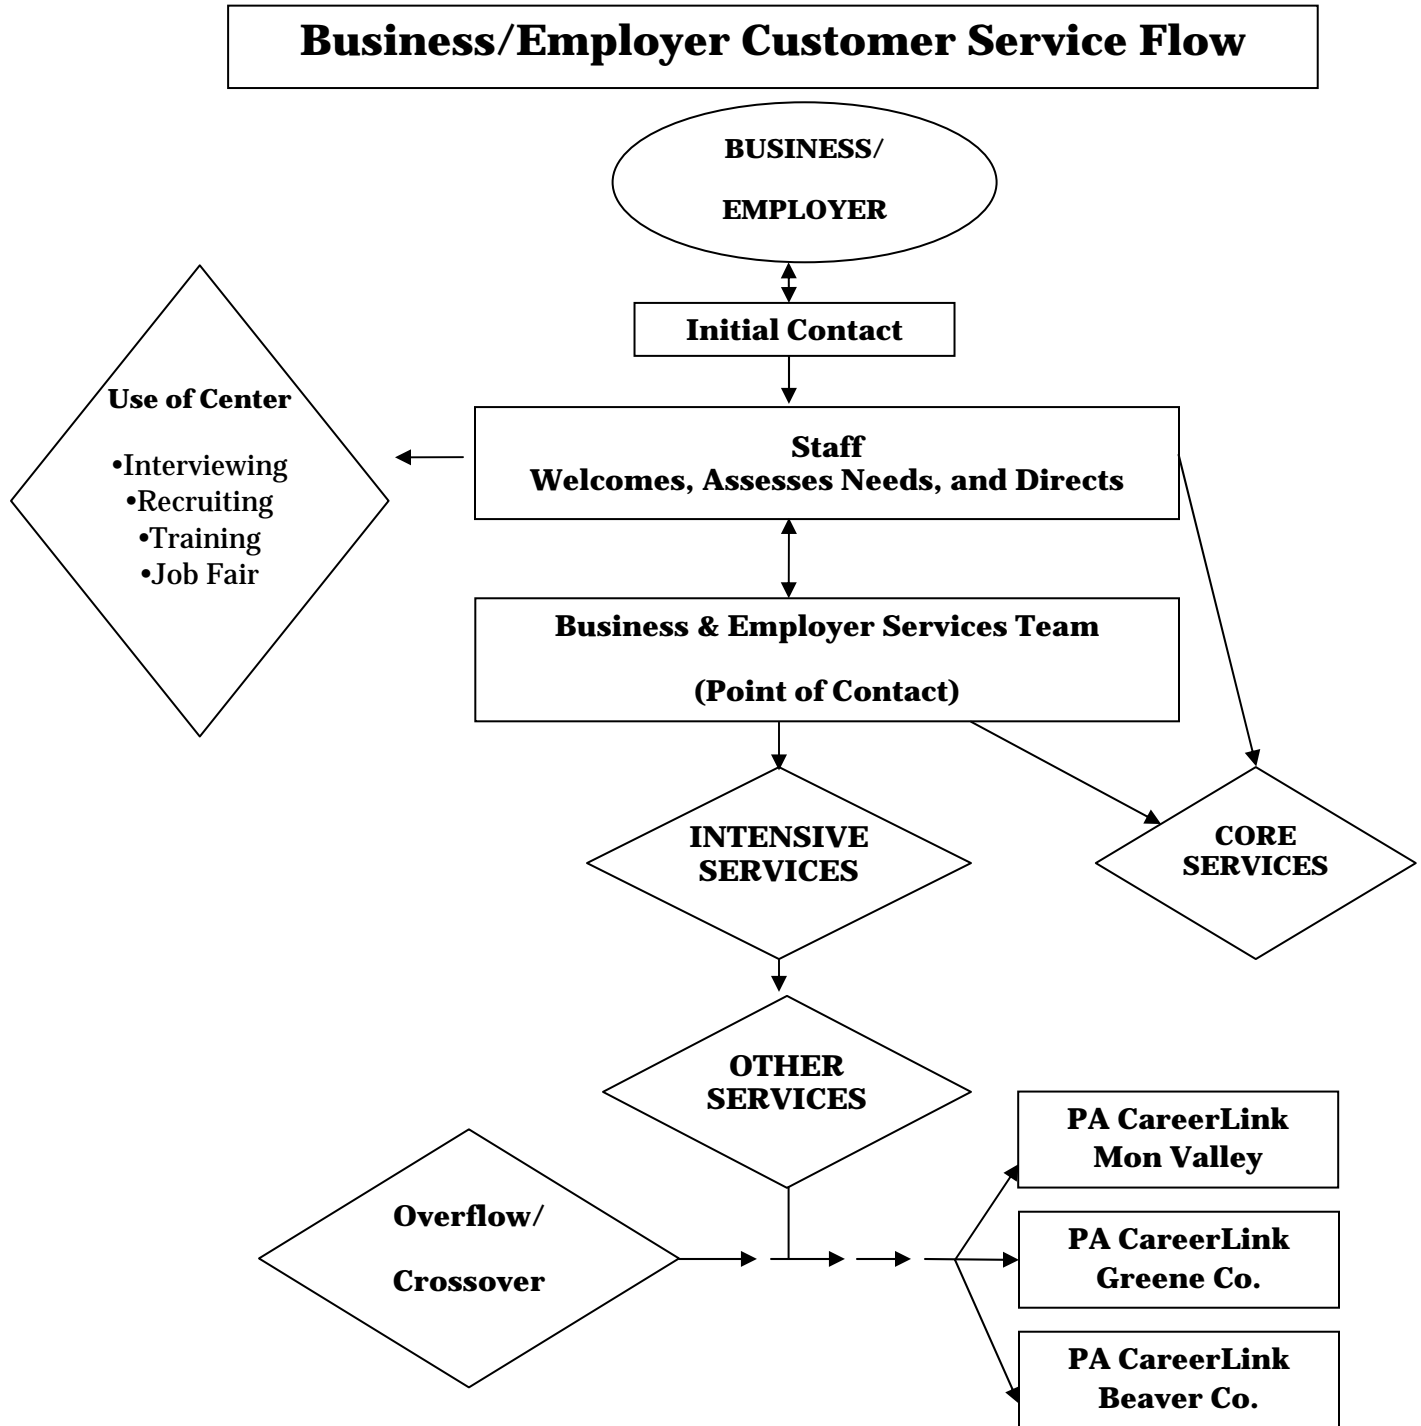 Business/Employer Customer Service Flow
BUSINESS/
EMPLOYER
Initial Contact
Use of Center
•Interviewing
•Recruiting
•Training
•Job Fair
Staff
Welcomes, Assesses Needs, and Directs
Business & Employer Services Team
(Point of Contact)
INTENSIVE
SERVICES
CORE
SERVICES
OTHER
SERVICES
Overflow/
Crossover
PA CareerLink
Mon Valley
PA CareerLink
Greene Co.
PA CareerLink
Beaver Co.